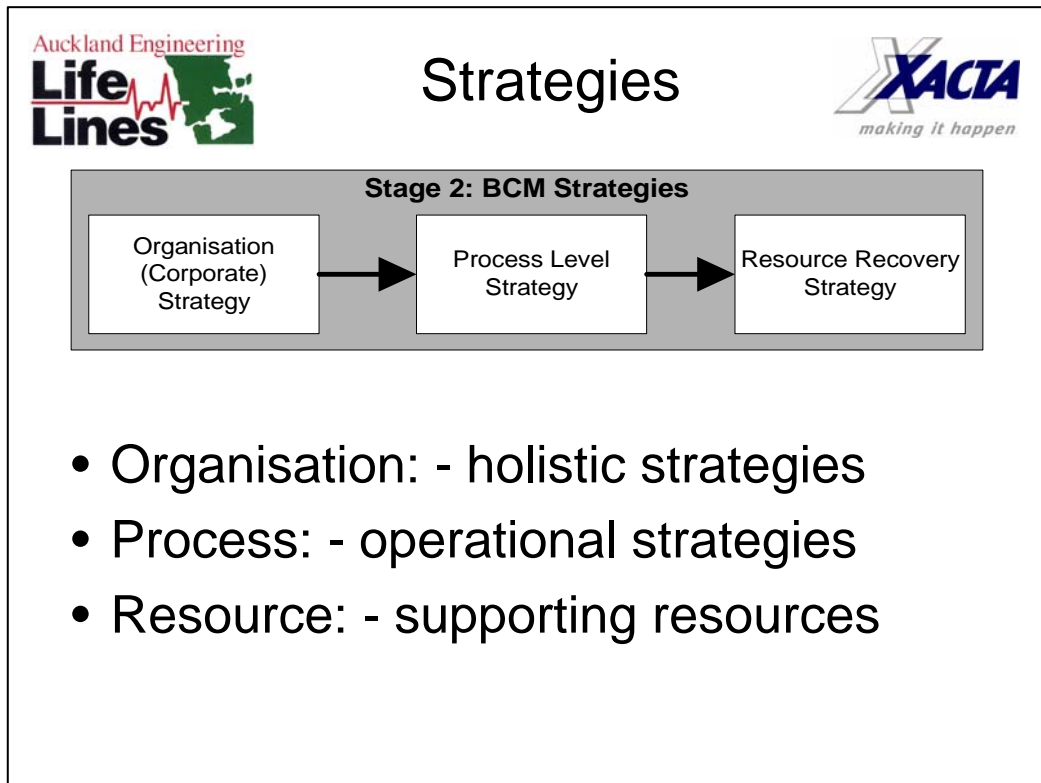 Auckland Engineering
Life
Lines
Strategies
XACTA
making it happen
Stage 2: BCM Strategies
Organisation
(Corporate)
Strategy
Process Level
Strategy
Resource Recovery
Strategy
• Organisation: - holistic strategies
• Process: - operational strategies
• Resource: - supporting resources